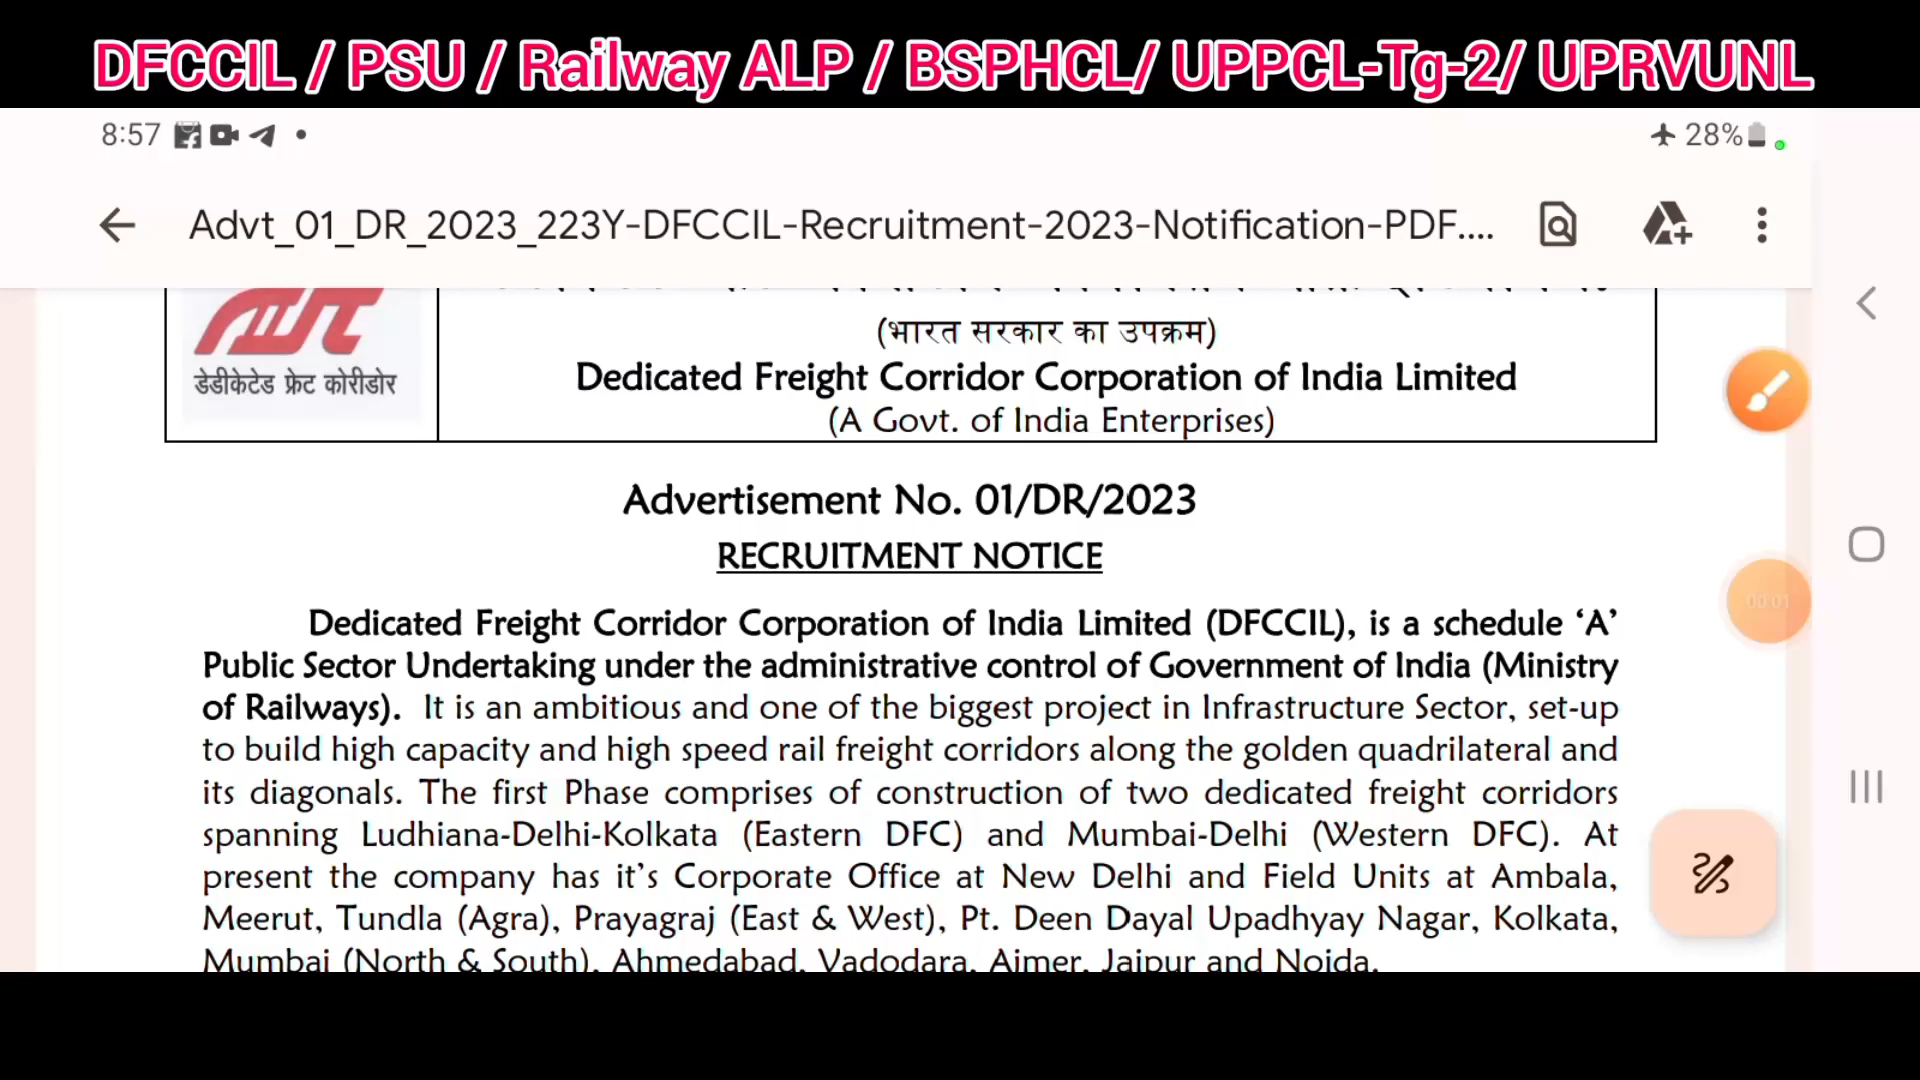 DFCCIL / PSU / Railway ALP / BSPHCL/ UPPCL-Tg-2/ UPRVUNL
8:57
28%
Advt_01_DR_2023_223Y-DFCCIL-Recruitment-2023-Notification-PDF....
(भारत सरकार का उपक्रम)
डेडीकेटेड फ्रेट कोरीडोर
Dedicated Freight Corridor Corporation of India Limited
(A Govt. of India Enterprises)
Advertisement No. 01/DR/2023
RECRUITMENT NOTICE
00:01
Dedicated Freight Corridor Corporation of India Limited (DFCCIL), is a schedule ‘A’
Public Sector Undertaking under the administrative control of Government of India (Ministry
of Railways). It is an ambitious and one of the biggest project in Infrastructure Sector, set-up
to build high capacity and high speed rail freight corridors along the golden quadrilateral and
its diagonals. The first Phase comprises of construction of two dedicated freight corridors
spanning Ludhiana-Delhi-Kolkata (Eastern DFC) and Mumbai-Delhi (Western DFC). At
present the company has it’s Corporate Office at New Delhi and Field Units at Ambala,
Meerut, Tundla (Agra), Prayagraj (East & West), Pt. Deen Dayal Upadhyay Nagar, Kolkata,
Mumbai (North & South), Ahmedabad, Vadodara, Ajmer, Jaipur and Noida.